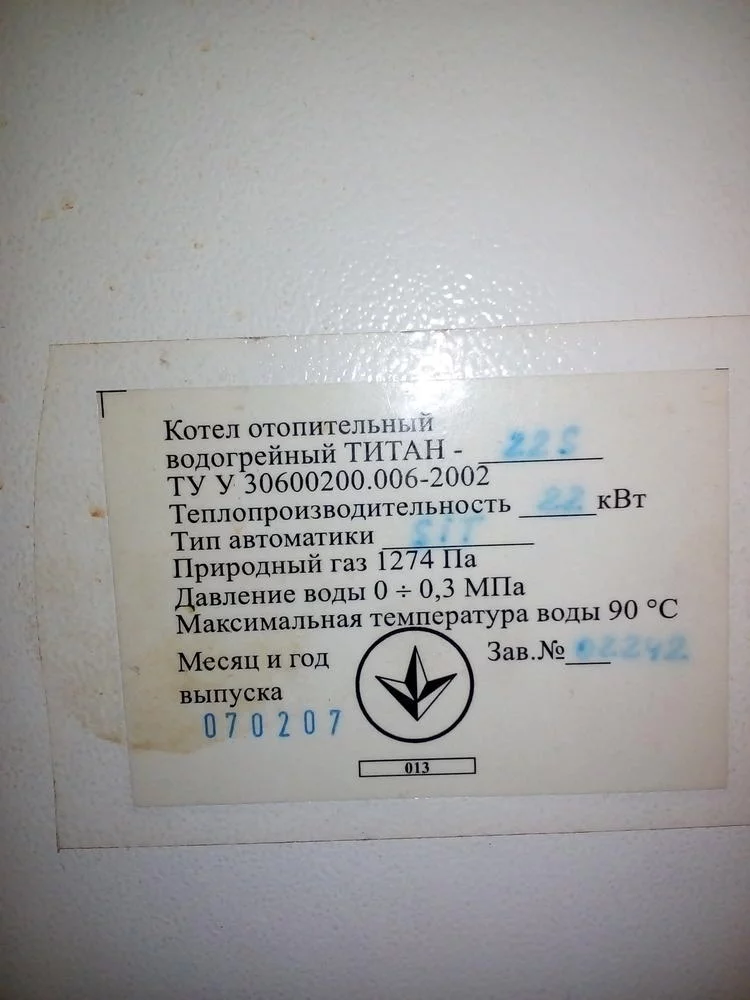 Котел отопительный
водогрейный ТИТАН - 22S
ТУ У 30600200.006-2002
Теплопроизводительность 22 кВт
Тип автоматики SIT
Природный газ 1274 Па
Давление воды 0 ÷ 0,3 МПа
Максимальная температура воды 90 °С
Месяц и год
выпуска
070207
Зав.№ 02242
013